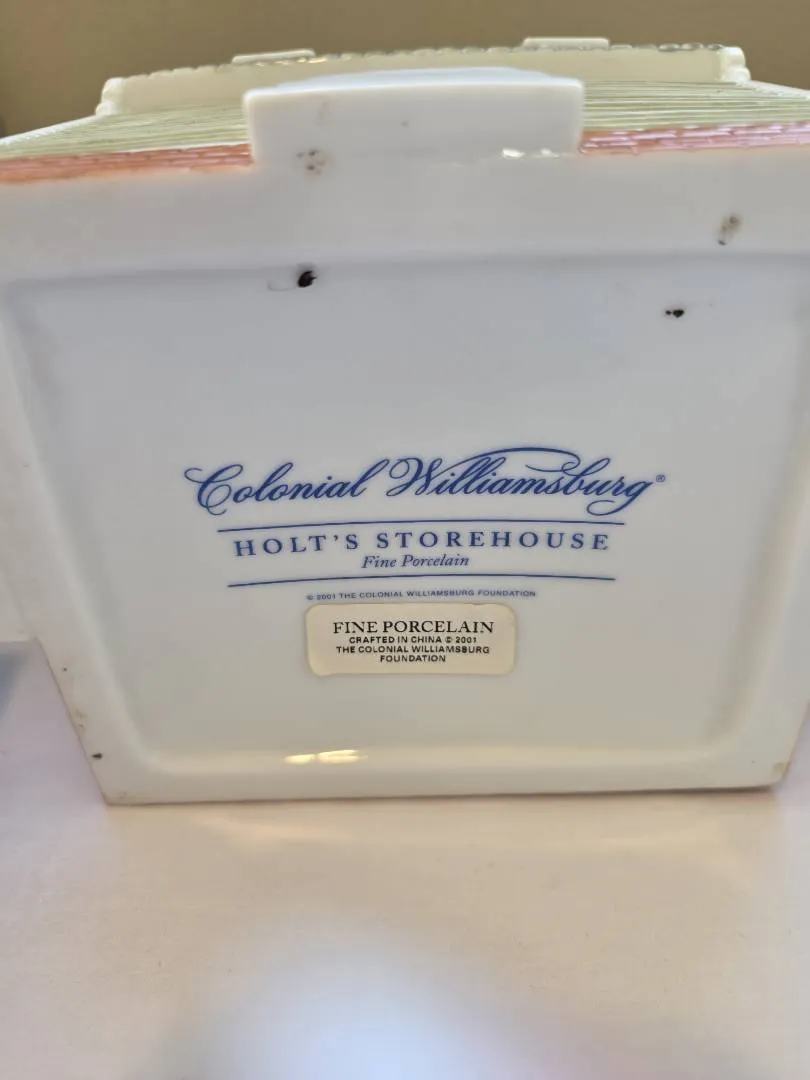 Colonial Williamsburg®
HOLT'S STOREHOUSE
Fine Porcelain
© 2001 THE COLONIAL WILLIAMSBURG FOUNDATION
FINE PORCELAIN
CRAFTED IN CHINA © 2001
THE COLONIAL WILLIAMSBURG
FOUNDATION